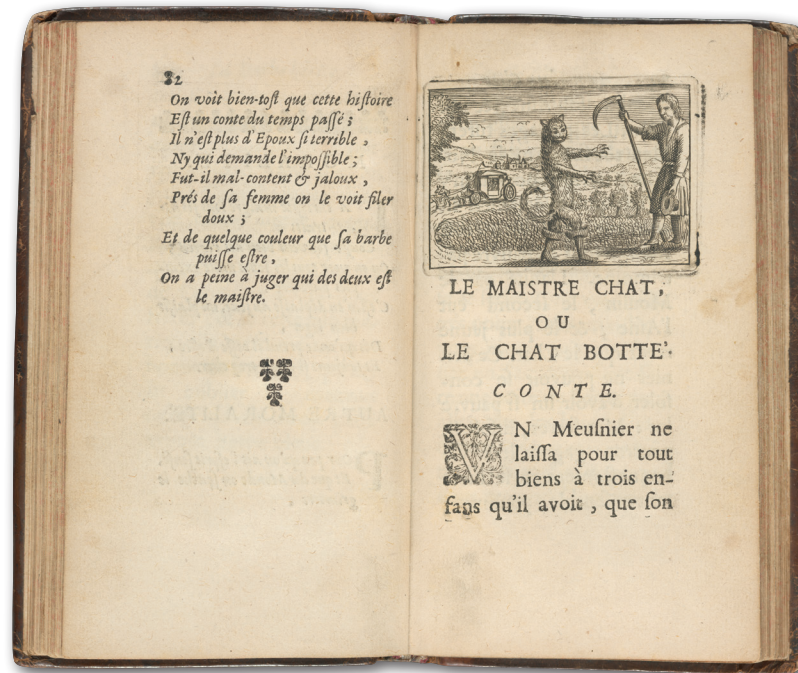 82
On voit bien-toſt que cette hiſtoire
Eſt un conte du temps paſſé ;
Il n'eſt plus d'Epoux ſi terrible ,
Ny qui demande l'impoſſible ;
Fut-il mal-content & jaloux ,
Prés de ſa femme on le voit filer
doux ;
Et de quelque couleur que ſa barbe
puiſſe eſtre ,
On a peine à juger qui des deux eſt
le maiſtre.
LE MAISTRE CHAT,
OU
LE CHAT BOTTE'.
CONTE.
VN Meuſnier ne
laiſſa pour tout
biens à trois en-
fans qu'il avoit , que ſon